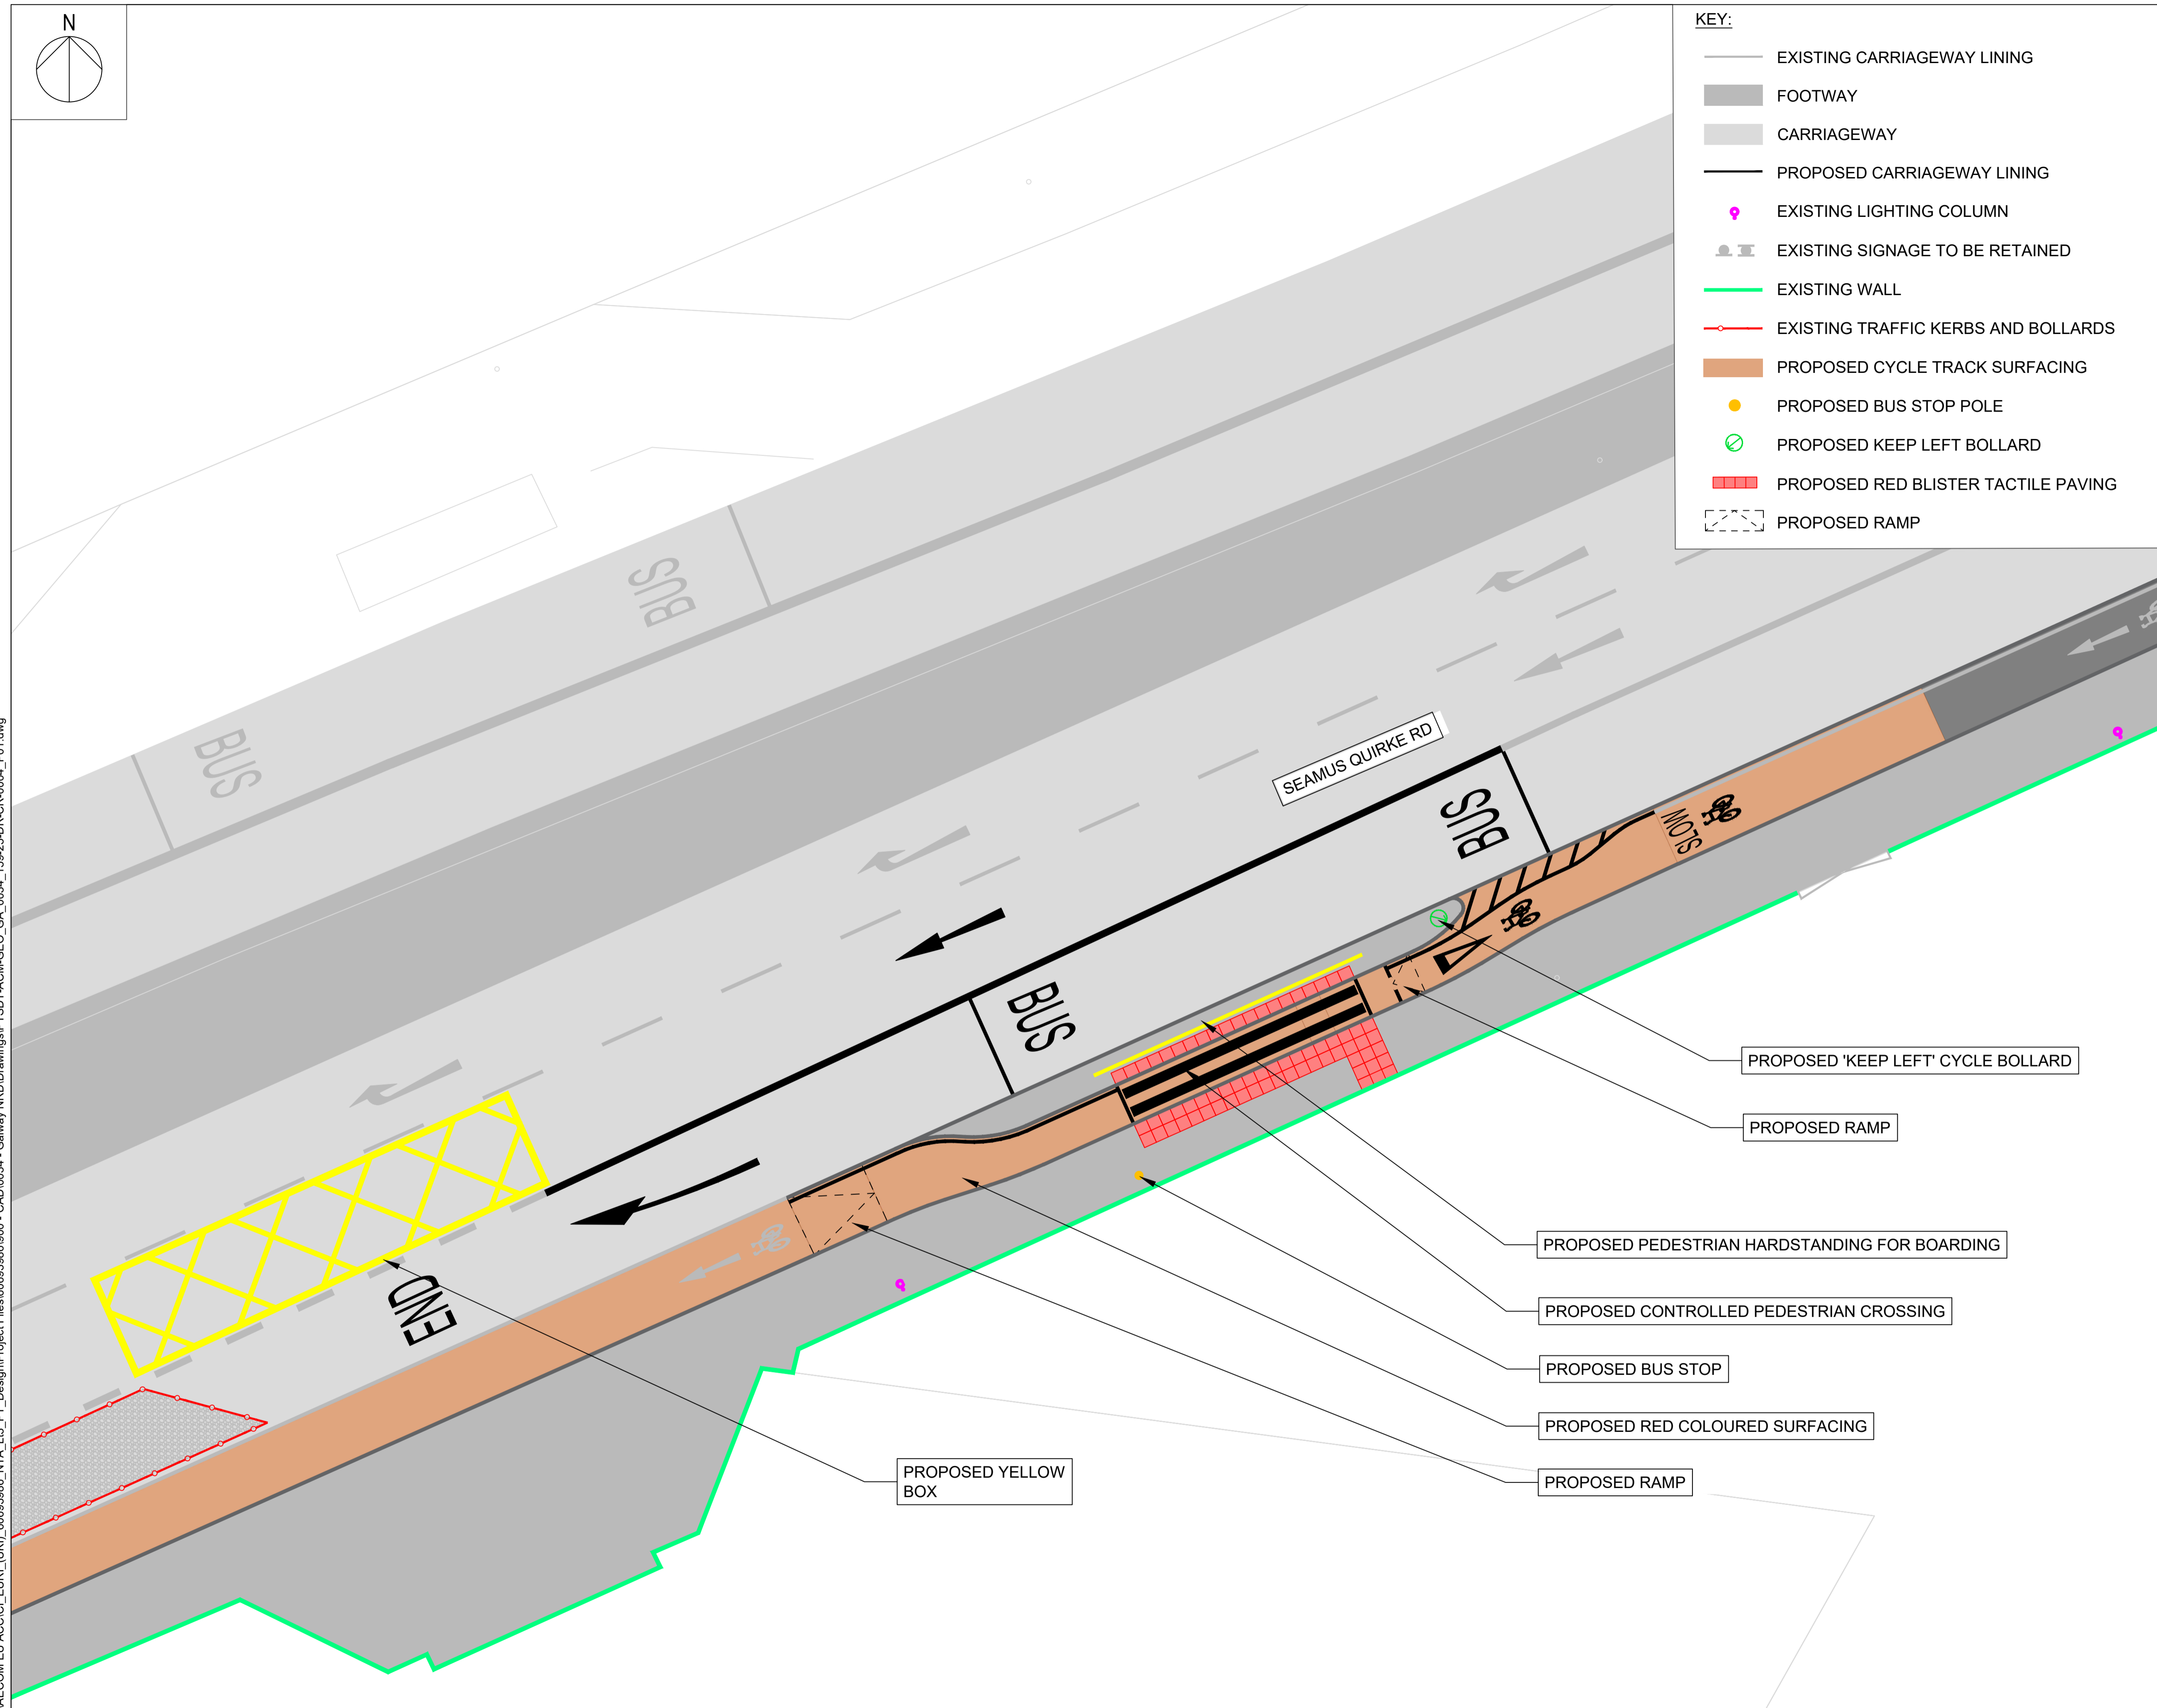 N
KEY:
EXISTING CARRIAGEWAY LINING
FOOTWAY
CARRIAGEWAY
PROPOSED CARRIAGEWAY LINING
EXISTING LIGHTING COLUMN
EXISTING SIGNAGE TO BE RETAINED
EXISTING WALL
EXISTING TRAFFIC KERBS AND BOLLARDS
PROPOSED CYCLE TRACK SURFACING
PROPOSED BUS STOP POLE
PROPOSED KEEP LEFT BOLLARD
PROPOSED RED BLISTER TACTILE PAVING
PROPOSED RAMP
BUS
BUS
SEAMUS QUIRKE RD
BUS
SLOW
BUS
END
PROPOSED 'KEEP LEFT' CYCLE BOLLARD
PROPOSED RAMP
PROPOSED PEDESTRIAN HARDSTANDING FOR BOARDING
PROPOSED CONTROLLED PEDESTRIAN CROSSING
PROPOSED BUS STOP
PROPOSED RED COLOURED SURFACING
PROPOSED RAMP
PROPOSED YELLOW
BOX